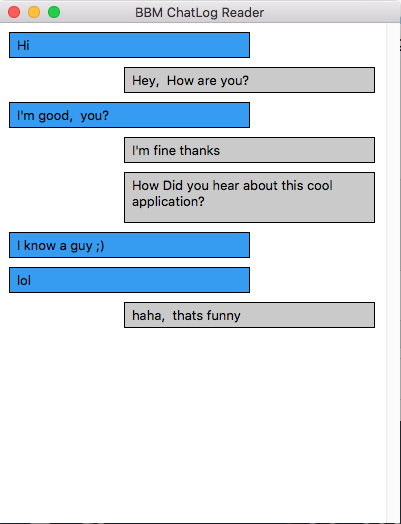 BBM ChatLog Reader
Hi
Hey,  How are you?
I'm good,  you?
I'm fine thanks
How Did you hear about this cool
application?
I know a guy ;)
lol
haha,  thats funny